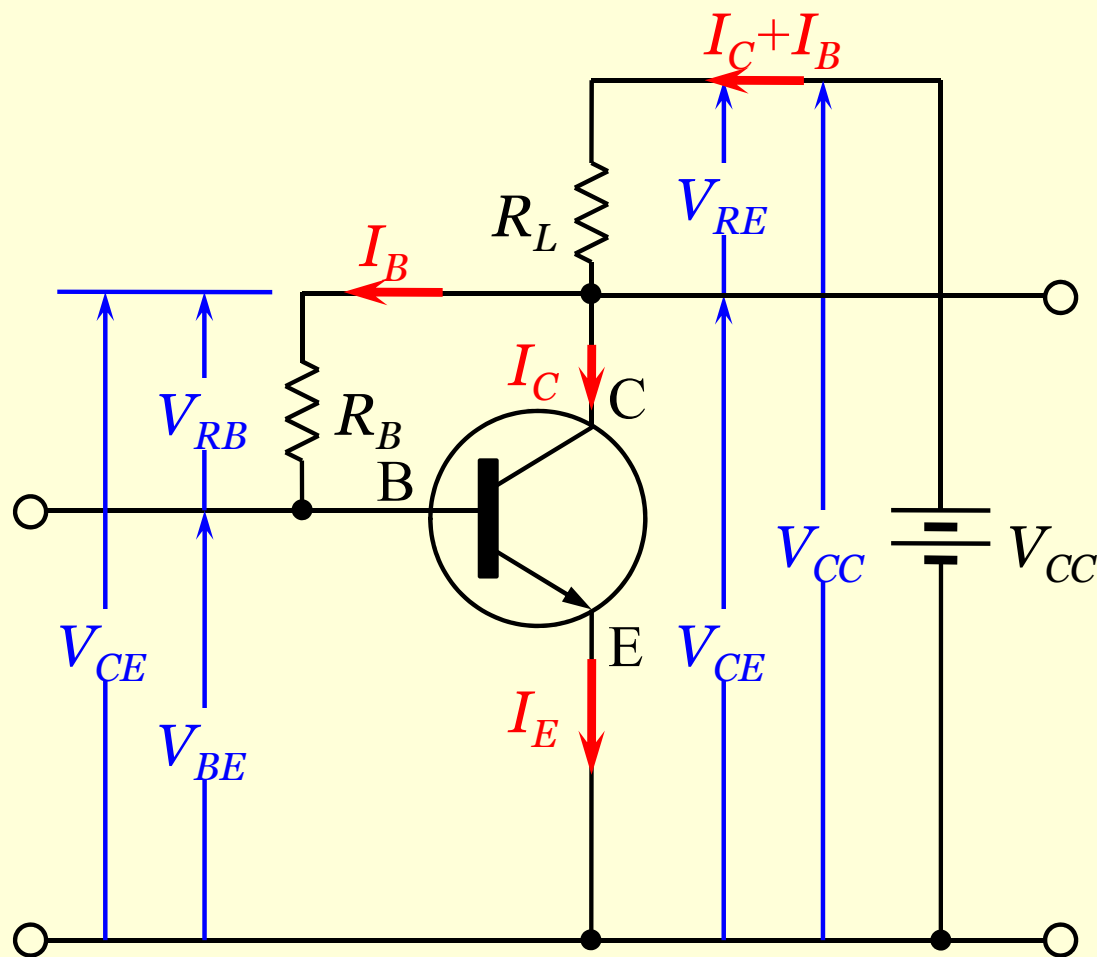 I_C+I_B
V_RE
R_L
I_B
I_C
C
V_RB
R_B
B
V_CC
V_CC
V_CE
E
V_CE
I_E
V_BE